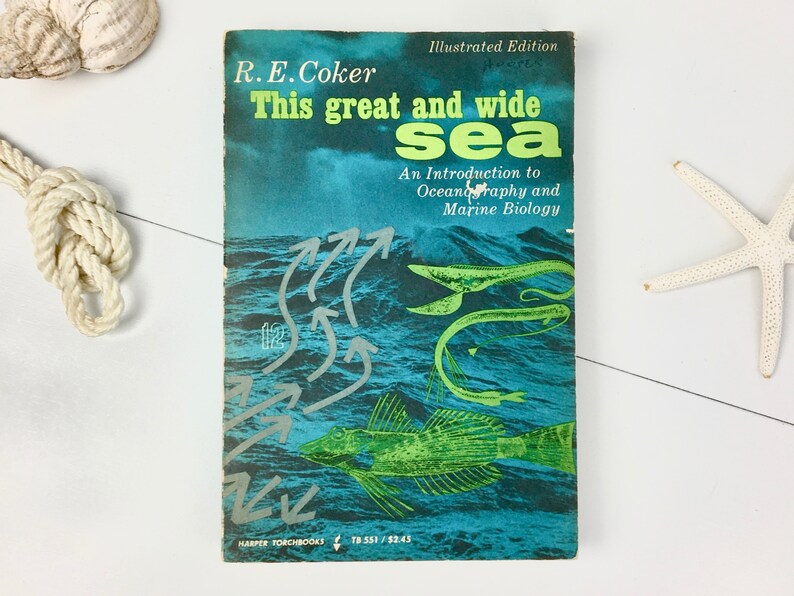 Illustrated Edition
R. E. Coker
This great and wide
sea
An Introduction to
Oceanography and
Marine Biology
12
HARPER TORCHBOOKS TB 551 / $2.45